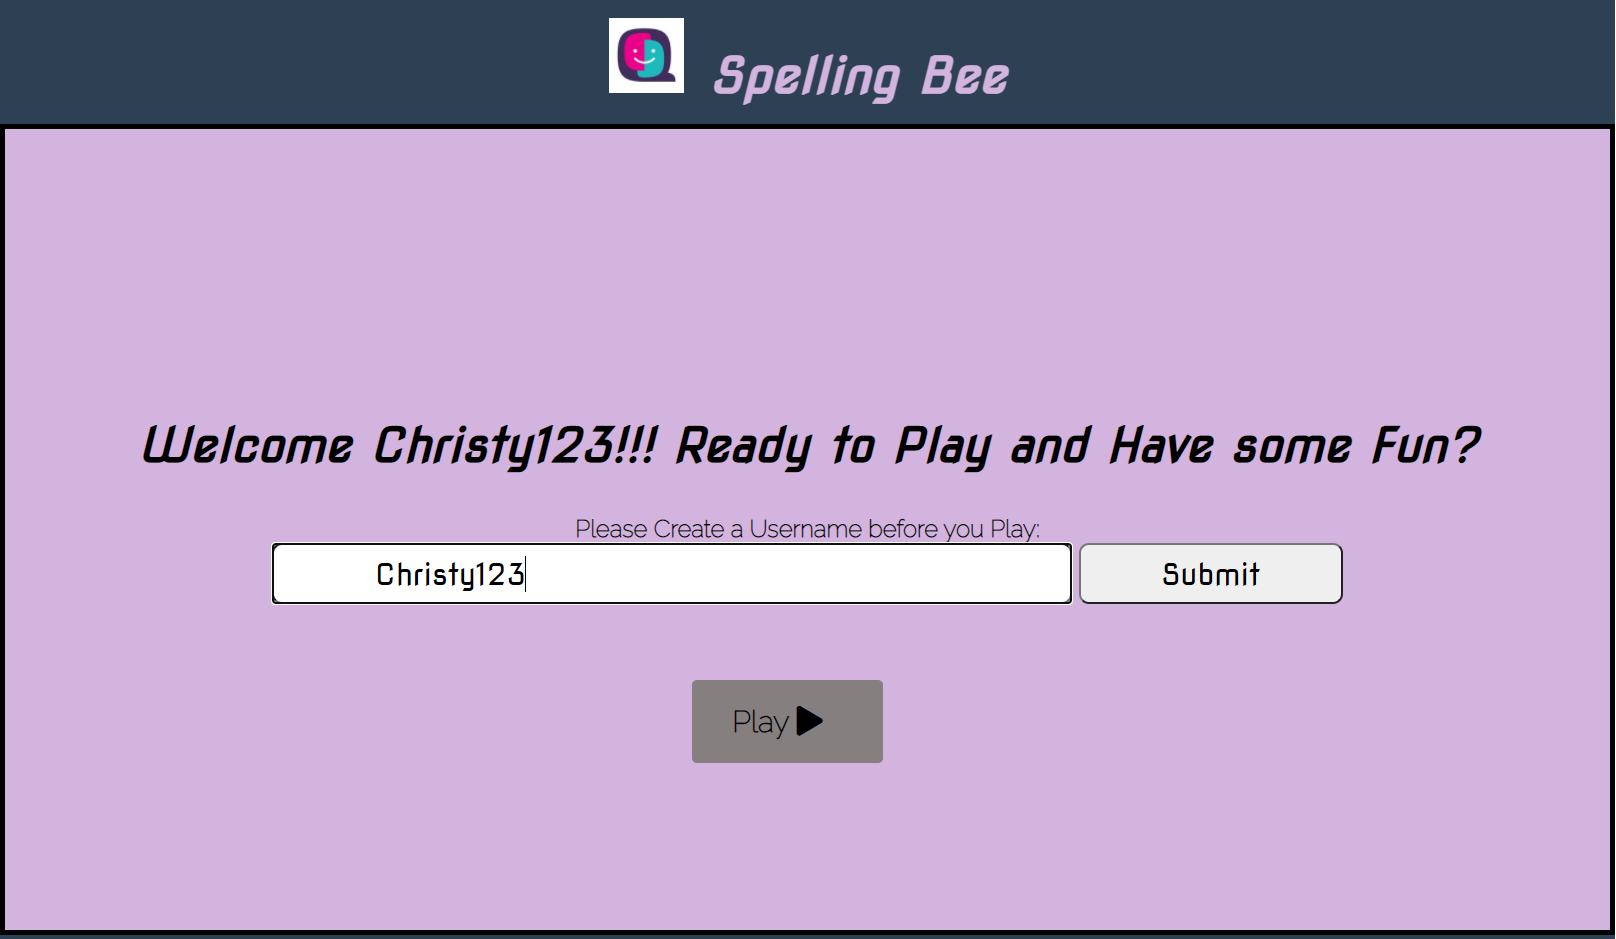 Spelling Bee
Welcome Christy123!!! Ready to Play and Have some Fun?
Please Create a Username before you Play:
Christy123
Submit
Play